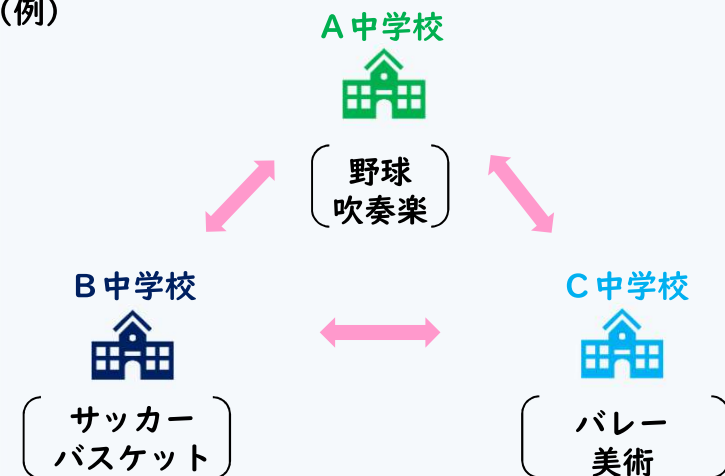 (例)
A中学校
野球
吹奏楽
B中学校
C中学校
サッカー
バスケット
バレー
美術